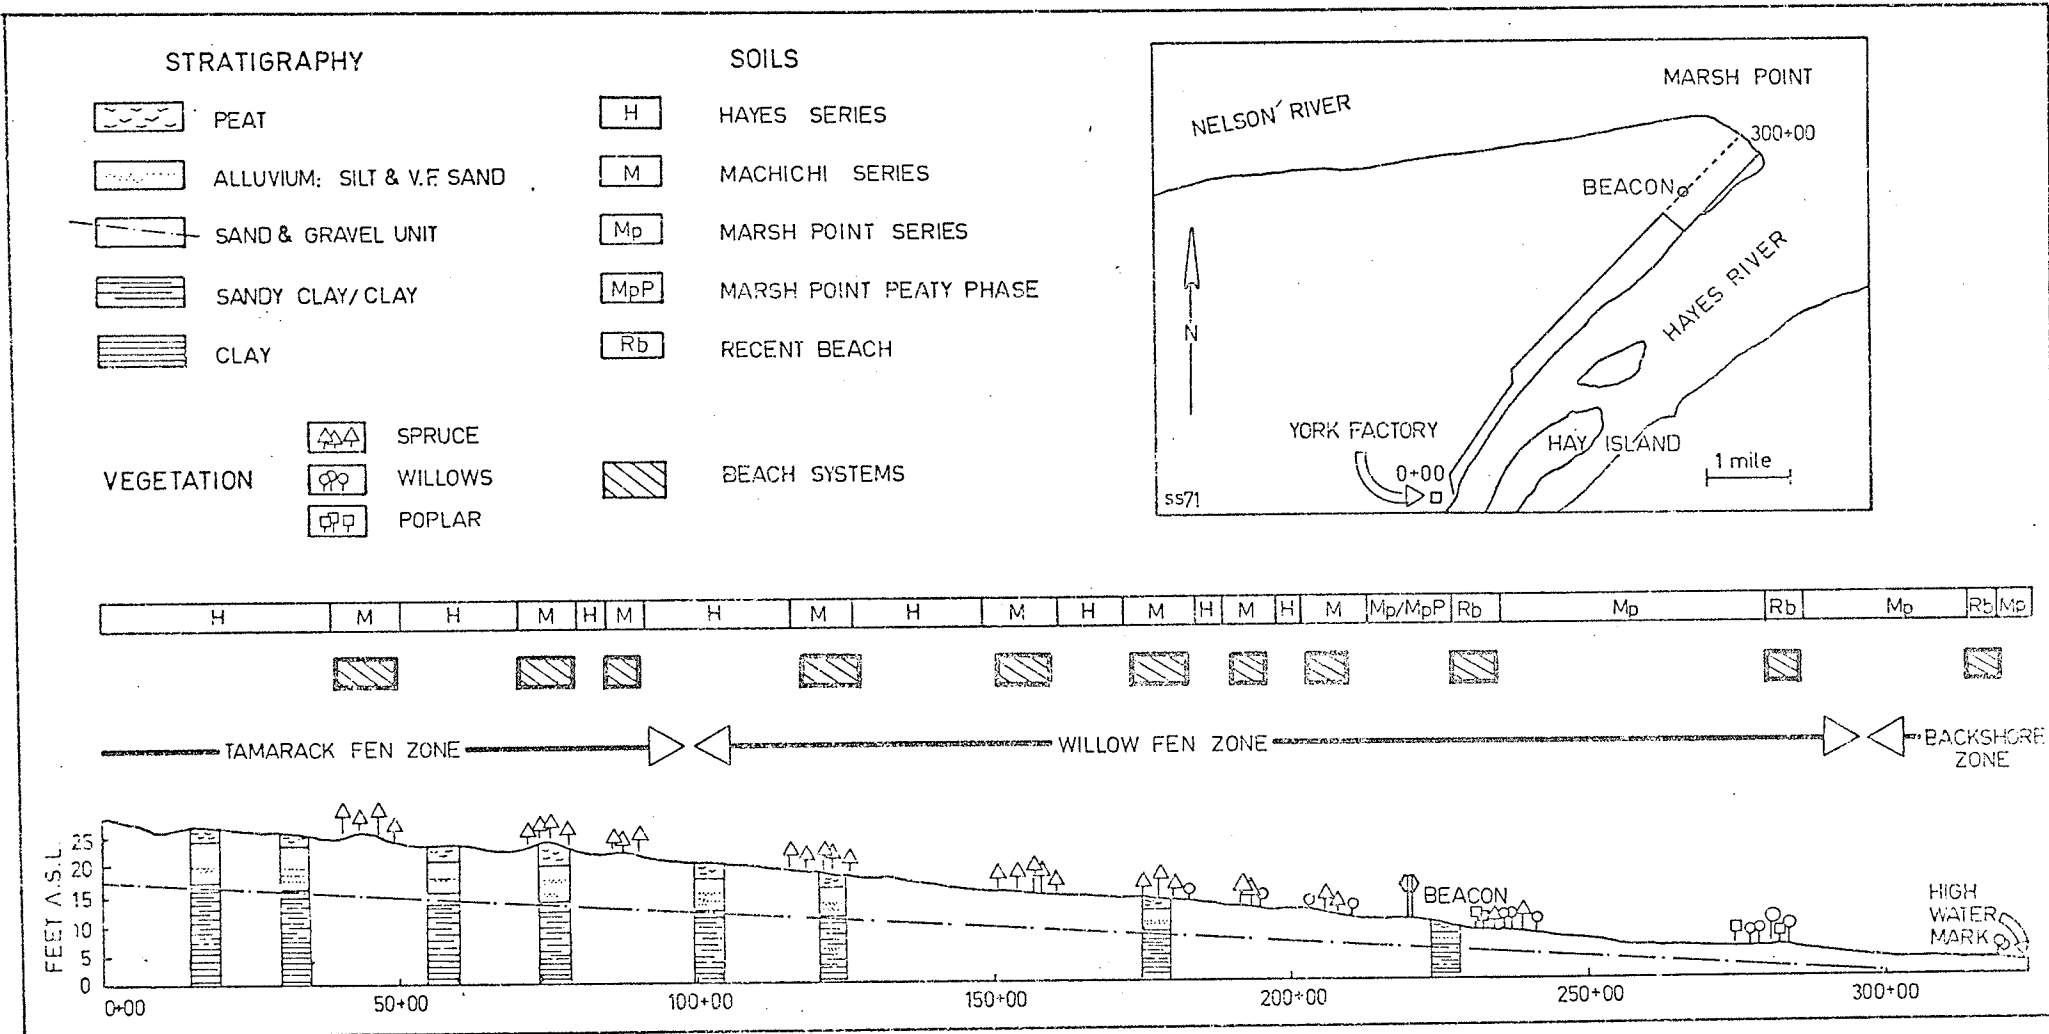 STRATIGRAPHY
PEAT
ALLUVIUM: SILT & V.F. SAND
SAND & GRAVEL UNIT
SANDY CLAY/CLAY
CLAY
SOILS
H HAYES SERIES
M MACHICHI SERIES
Mp MARSH POINT SERIES
MpP MARSH POINT PEATY PHASE
Rb RECENT BEACH
VEGETATION
SPRUCE
WILLOWS
POPLAR
BEACH SYSTEMS
MARSH POINT
NELSON RIVER
300+00
BEACON
HAYES RIVER
N
YORK FACTORY
HAY ISLAND
0+00
1 mile
ss71
H M H M H M H M H M H M H M H M Mp/MpP Rb Mp Rb Mp Rb Mp
TAMARACK FEN ZONE
WILLOW FEN ZONE
BACKSHORE
ZONE
FEET A.S.L.
25
20
15
10
5
0
BEACON
HIGH
WATER
MARK
0+00 50+00 100+00 150+00 200+00 250+00 300+00